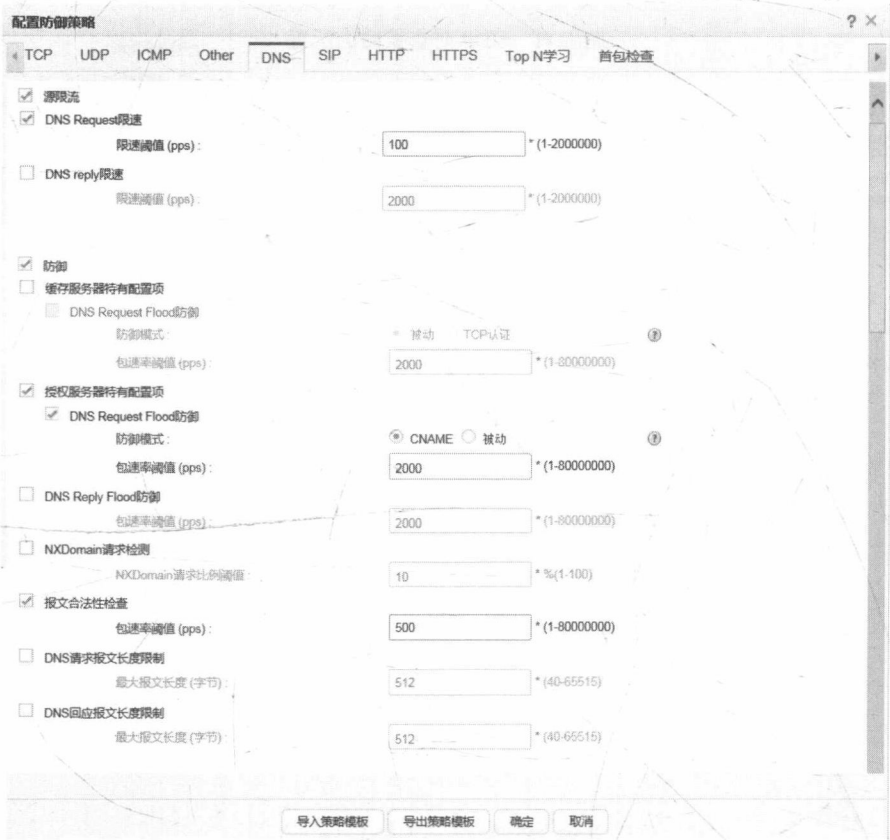 配置防御策略 ? ×
TCP UDP ICMP Other DNS SIP HTTP HTTPS Top N学习 首包检查
源限流
DNS Request限速
限速阈值 (pps) : 100 * (1-2000000)
DNS reply限速
限速阈值 (pps) : 2000 * (1-2000000)
防御
缓存服务器特有配置项
DNS Request Flood防御
防御模式 : 被动 TCP认证 ?
包速率阈值 (pps) : 2000 * (1-80000000)
授权服务器特有配置项
DNS Request Flood防御
防御模式 : CNAME 被动 ?
包速率阈值 (pps) : 2000 * (1-80000000)
DNS Reply Flood防御
包速率阈值 (pps) : 2000 * (1-80000000)
NXDomain请求检测
NXDomain请求比例阈值 : 10 * %(1-100)
报文合法性检查
包速率阈值 (pps) : 500 * (1-80000000)
DNS请求报文长度限制
最大报文长度 (字节) : 512 * (40-65515)
DNS回应报文长度限制
最大报文长度 (字节) : 512 * (40-65515)
导入策略模板 导出策略模板 确定 取消